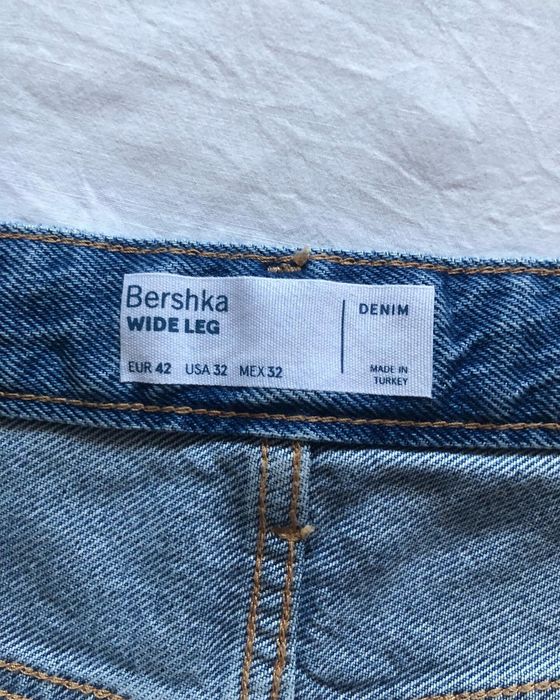 Bershka
WIDE LEG
EUR 42 USA 32 MEX 32
DENIM
MADE IN
TURKEY